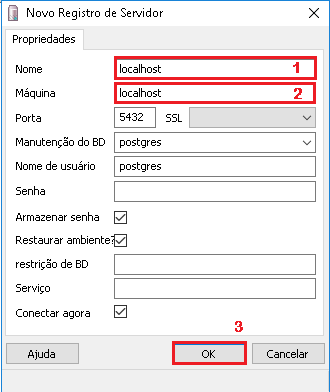 Novo Registro de Servidor
Propriedades
Nome localhost 1
Máquina localhost 2
Porta 5432 SSL
Manutenção do BD postgres
Nome de usuário postgres
Senha
Armazenar senha
Restaurar ambiente?
restrição de BD
Serviço
Conectar agora
3
Ajuda OK Cancelar